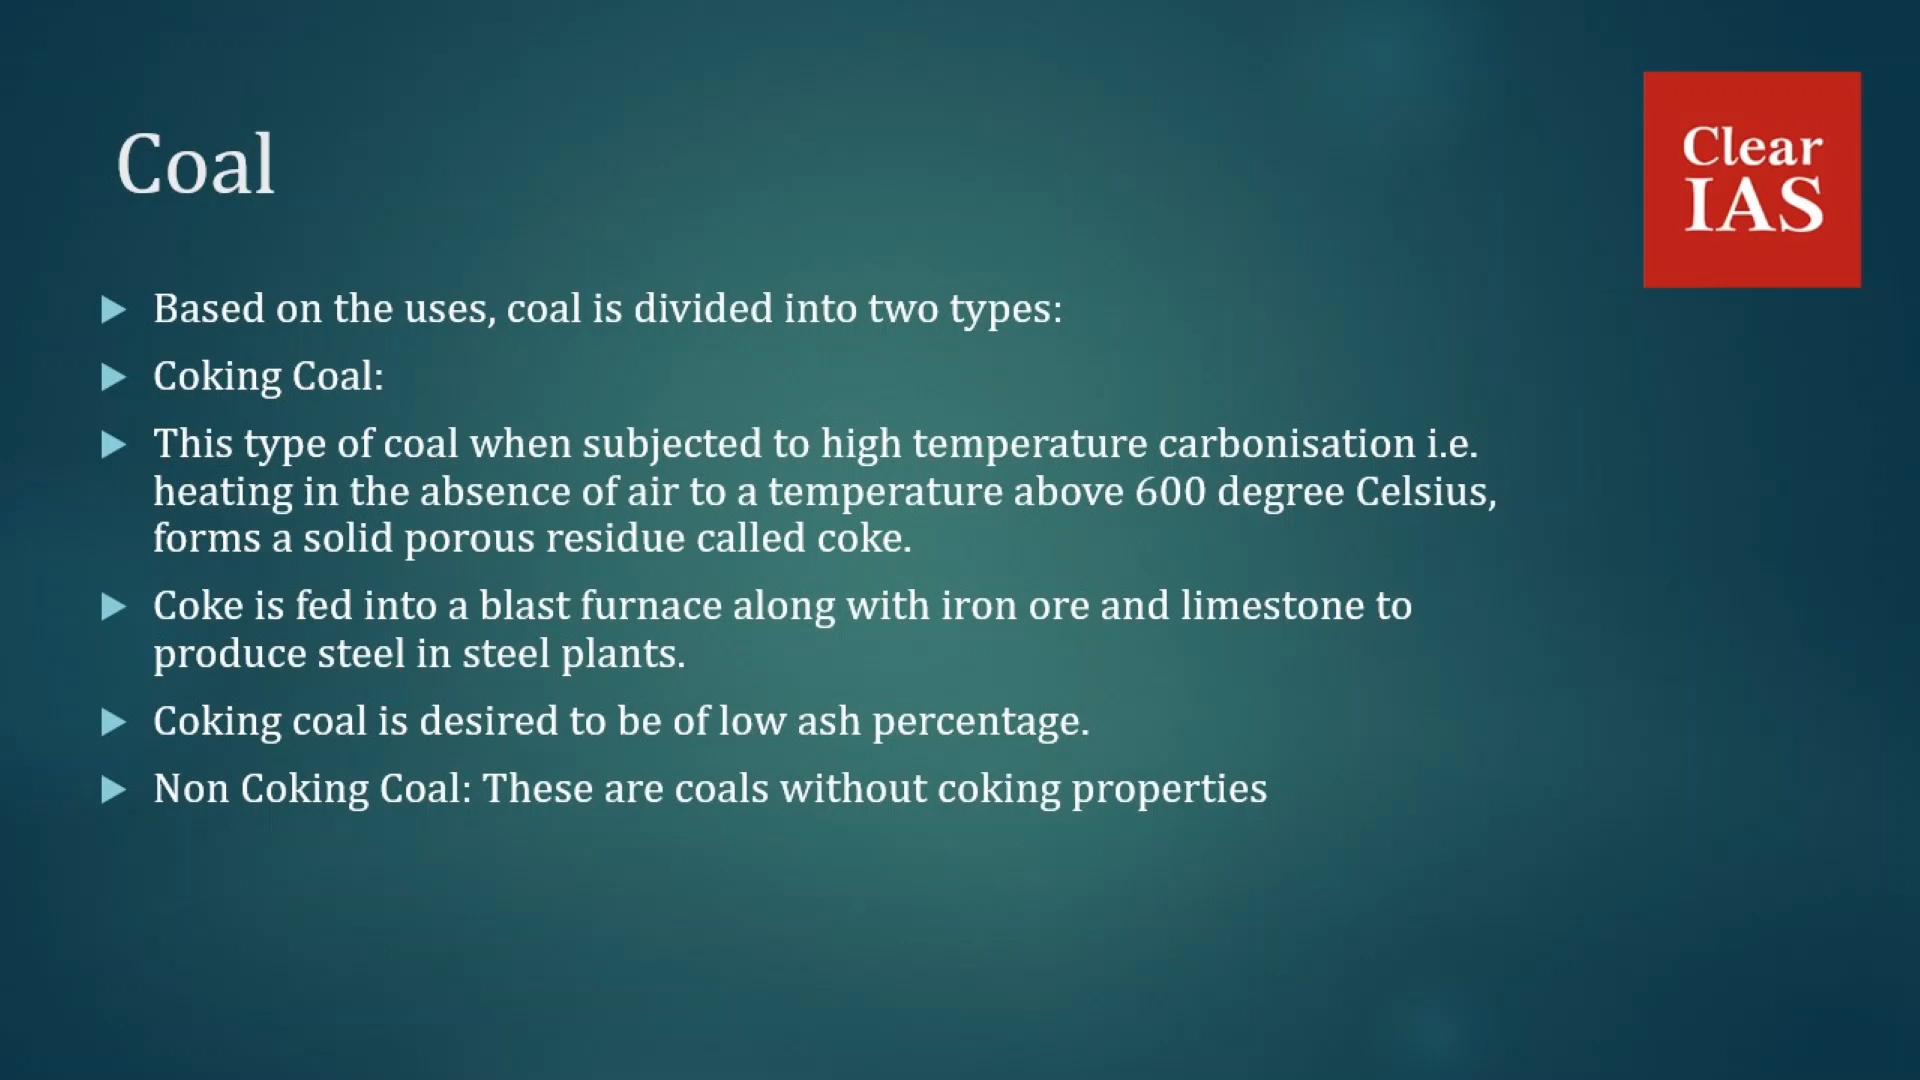 Clear
IAS
Coal
Based on the uses, coal is divided into two types:
Coking Coal:
This type of coal when subjected to high temperature carbonisation i.e.
heating in the absence of air to a temperature above 600 degree Celsius,
forms a solid porous residue called coke.
Coke is fed into a blast furnace along with iron ore and limestone to
produce steel in steel plants.
Coking coal is desired to be of low ash percentage.
Non Coking Coal: These are coals without coking properties